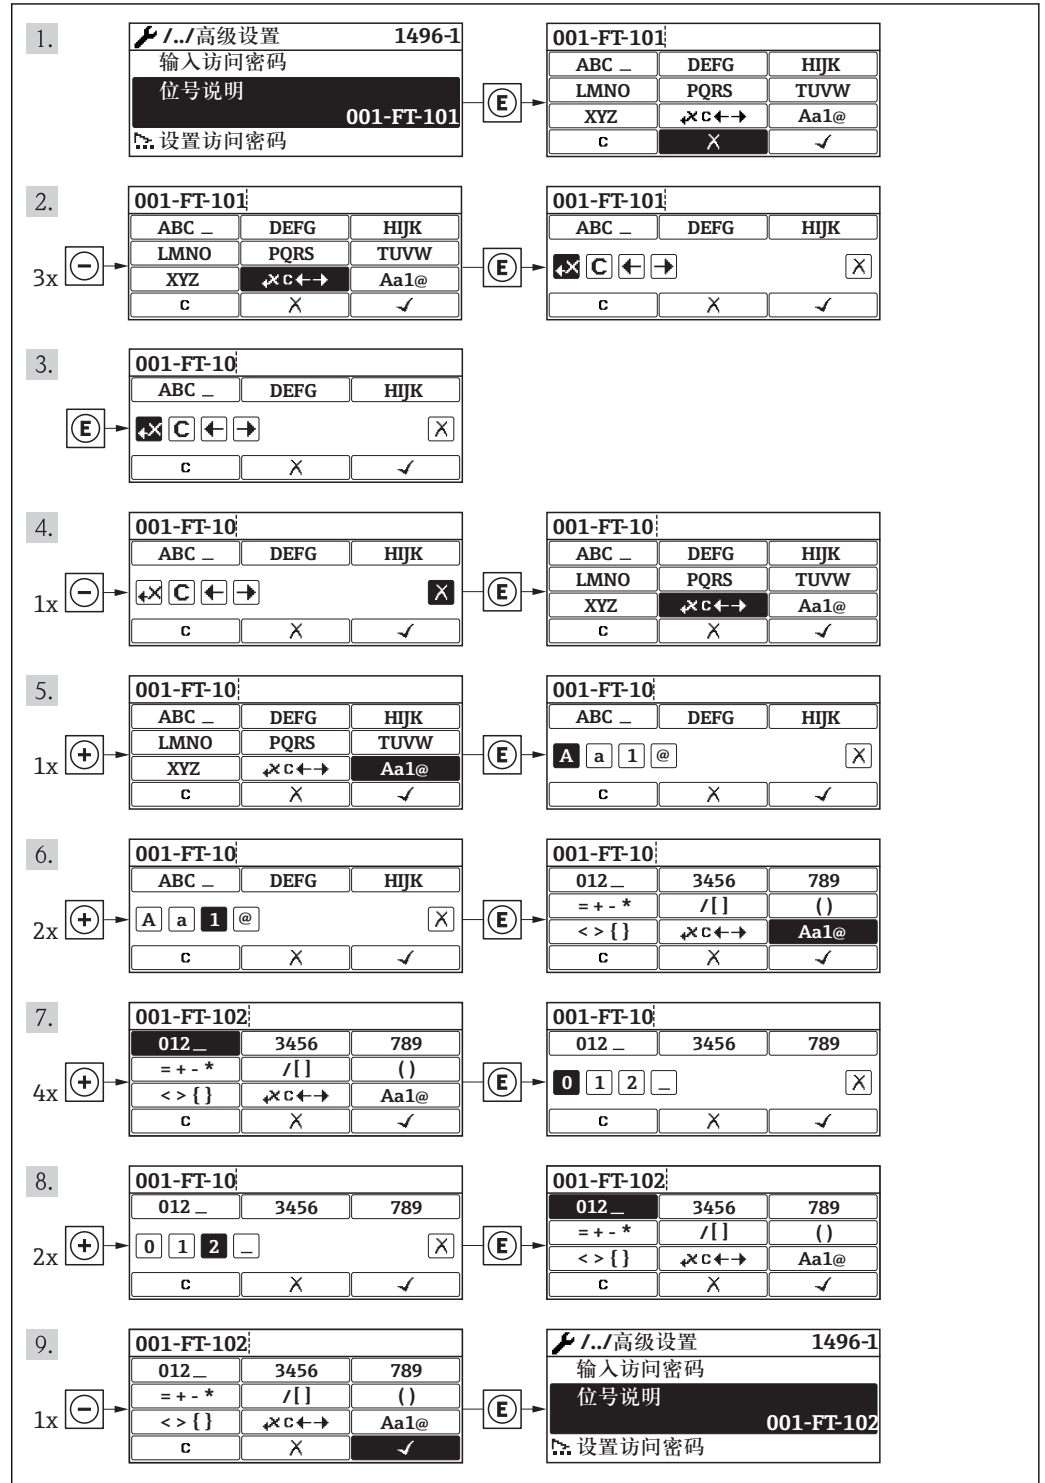 1.
/../高级设置 1496-1
输入访问密码
位号说明
001-FT-101
设置访问密码
E
001-FT-101
ABC _ DEFG HIJK
LMNO PQRS TUVW
XYZ C Aa1@
C X ✓
2.
3x
001-FT-101
ABC _ DEFG HIJK
LMNO PQRS TUVW
XYZ C Aa1@
C X ✓
E
001-FT-101
ABC _ DEFG HIJK
C ← → X
C X ✓
3.
E
001-FT-10
ABC _ DEFG HIJK
C ← → X
C X ✓
4.
1x
001-FT-10
ABC _ DEFG HIJK
C ← → X
C X ✓
E
001-FT-10
ABC _ DEFG HIJK
LMNO PQRS TUVW
XYZ C Aa1@
C X ✓
5.
1x
001-FT-10
ABC _ DEFG HIJK
LMNO PQRS TUVW
XYZ C Aa1@
C X ✓
E
001-FT-10
ABC _ DEFG HIJK
A a 1 @ X
C X ✓
6.
2x
001-FT-10
ABC _ DEFG HIJK
A a 1 @ X
C X ✓
E
001-FT-10
012_ 3456 789
= + - * / [ ] ( )
< > { } C Aa1@
C X ✓
7.
4x
001-FT-102
012_ 3456 789
= + - * / [ ] ( )
< > { } C Aa1@
C X ✓
E
001-FT-10
012 _ 3456 789
0 1 2 _ X
C X ✓
8.
2x
001-FT-10
012 _ 3456 789
0 1 2 _ X
C X ✓
E
001-FT-102
012_ 3456 789
= + - * / [ ] ( )
< > { } C Aa1@
C X ✓
9.
1x
001-FT-102
012_ 3456 789
= + - * / [ ] ( )
< > { } C Aa1@
C X ✓
E
/../高级设置 1496-1
输入访问密码
位号说明
001-FT-102
设置访问密码